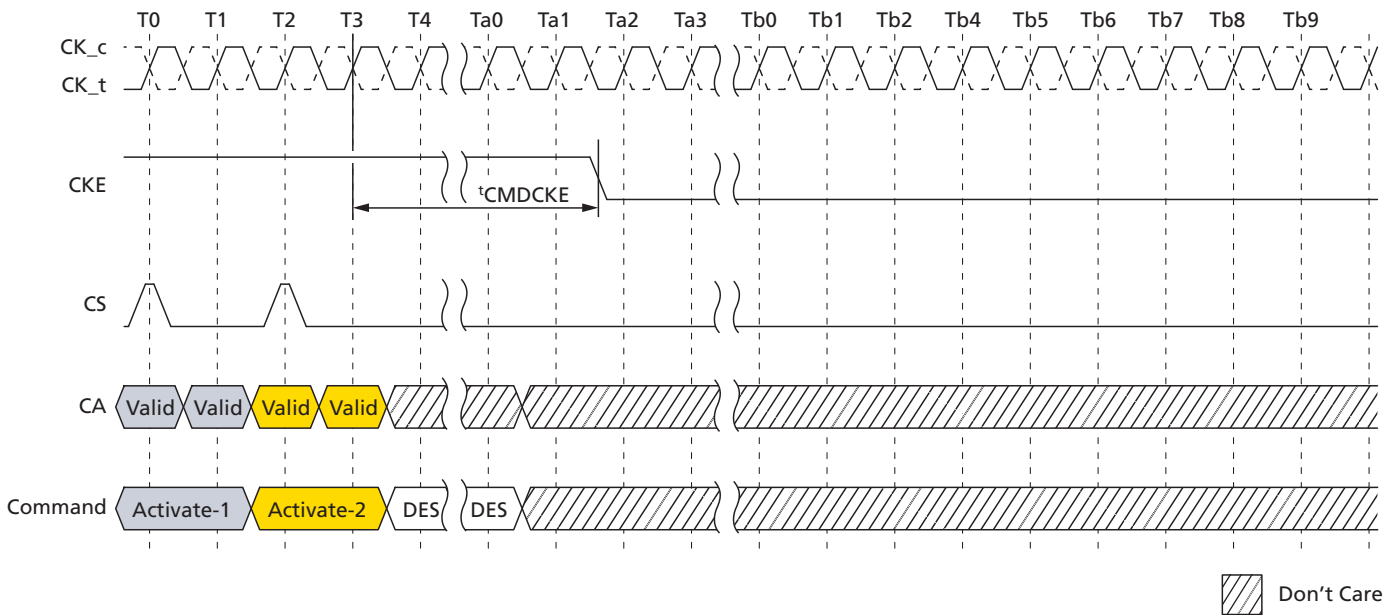 T0 T1 T2 T3 T4 Ta0 Ta1 Ta2 Ta3 Tb0 Tb1 Tb2 Tb4 Tb5 Tb6 Tb7 Tb8 Tb9
CK_c
CK_t
CKE
tCMDCKE
CS
CA Valid Valid Valid Valid
Command Activate-1 Activate-2 DES DES
Don't Care